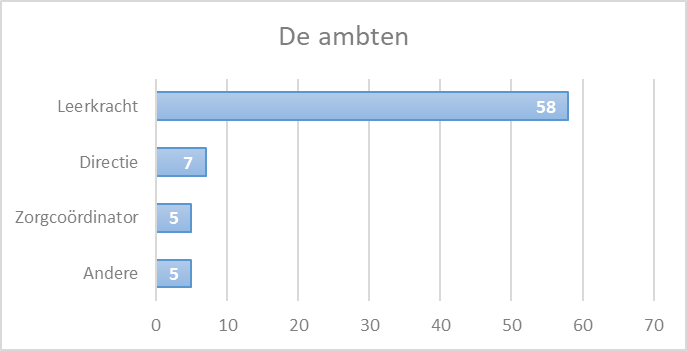 De ambten
Leerkracht 58
Directie 7
Zorgcoördinator 5
Andere 5
0 10 20 30 40 50 60 70